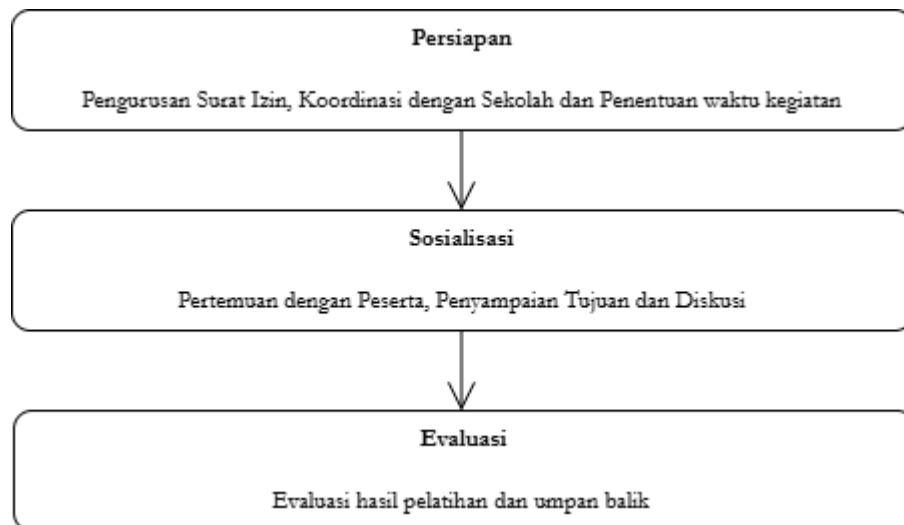 Persiapan
Pengurusan Surat Izin, Koordinasi dengan Sekolah dan Penentuan waktu kegiatan
Sosialisasi
Pertemuan dengan Peserta, Penyampaian Tujuan dan Diskusi
Evaluasi
Evaluasi hasil pelatihan dan umpan balik